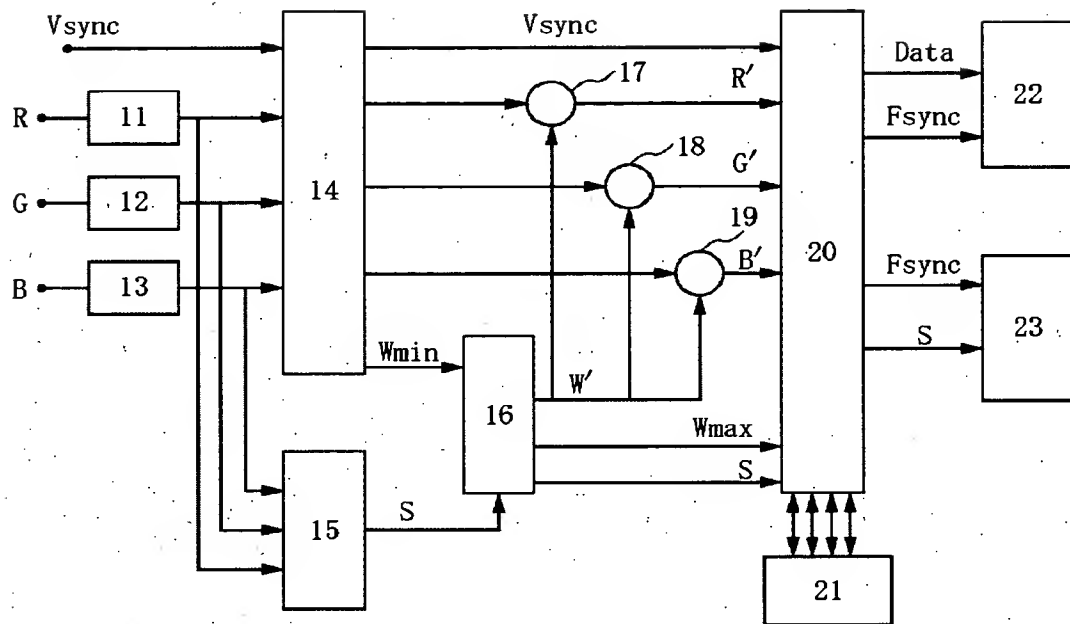 Vsync
Vsync
17
R′
Data
22
R
11
Fsync
18
G′
G
12
14
19
B′
20
B
13
Fsync
23
S
Wmin
W′
16
Wmax
S
15
S
21